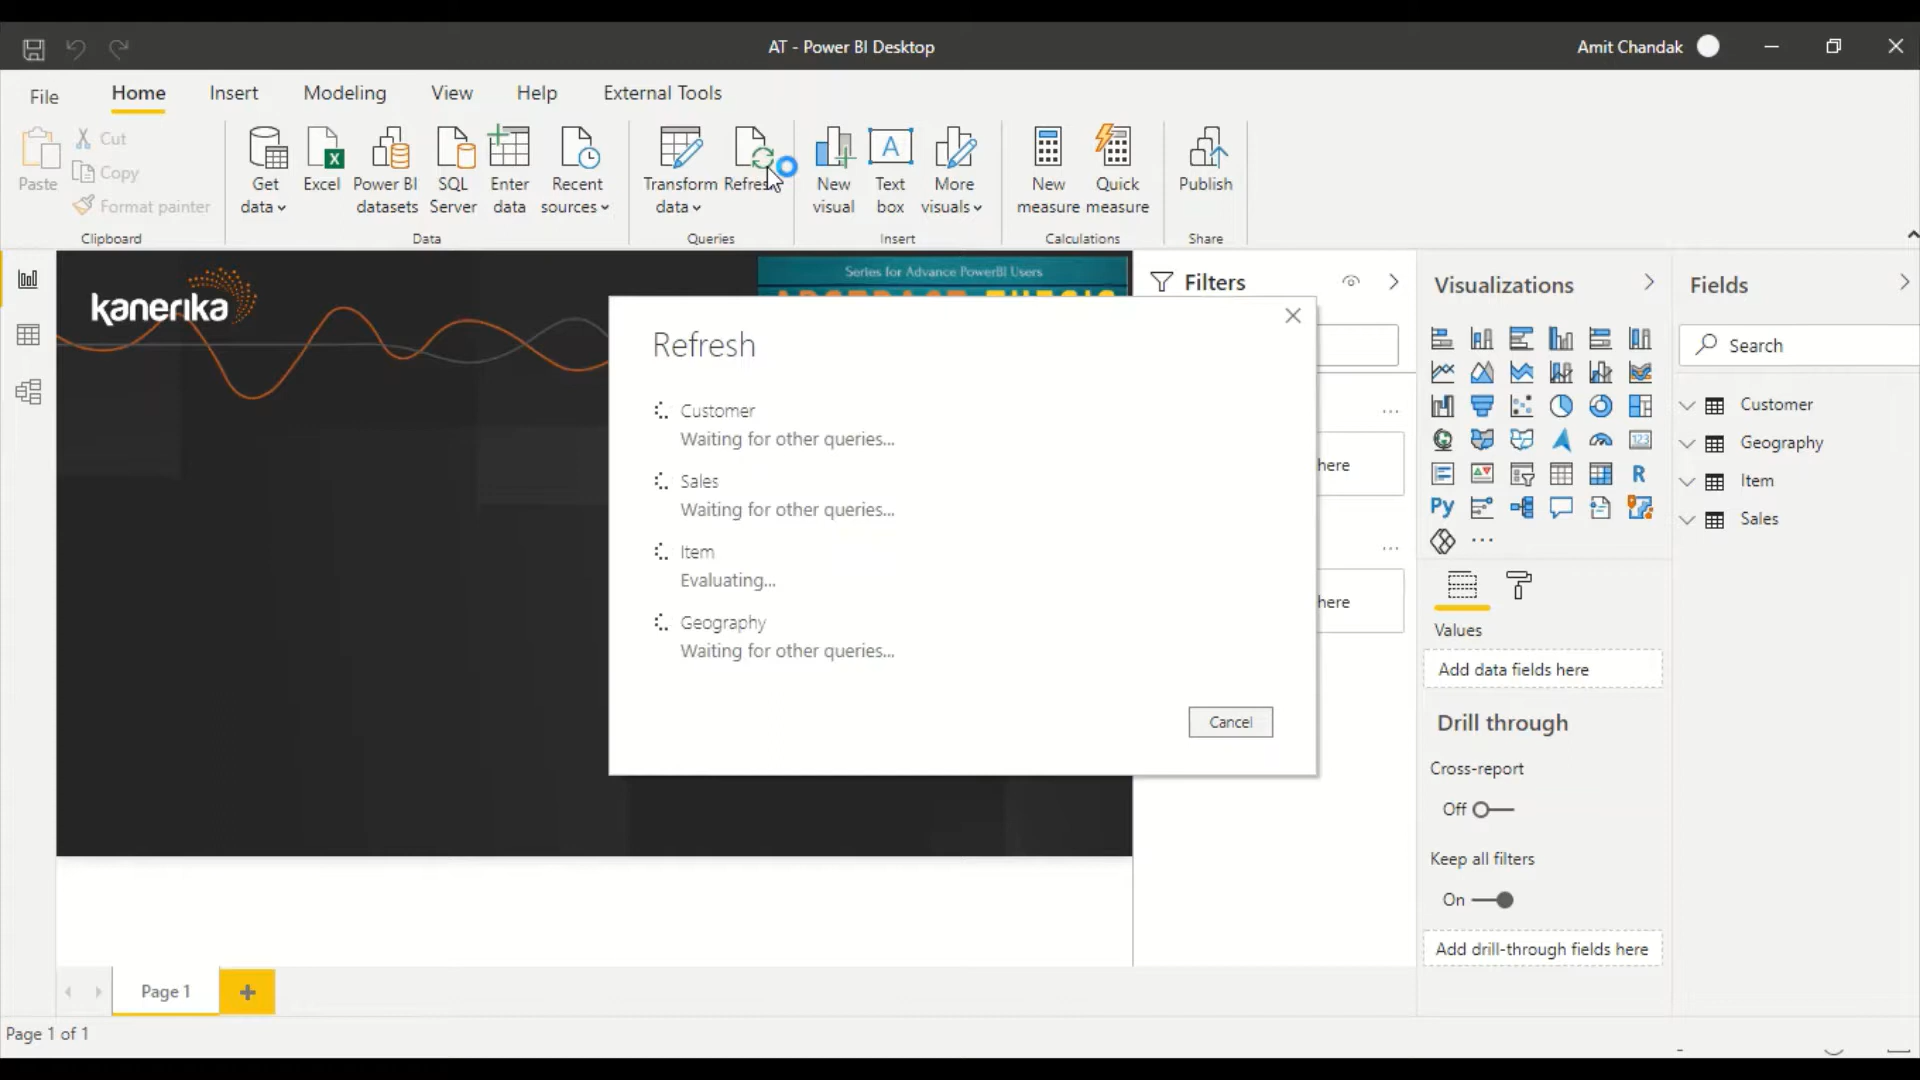 AT - Power BI Desktop
Amit Chandak
File
Home
Insert
Modeling
View
Help
External Tools
Paste
Cut
Copy
Format painter
Clipboard
Get
data
Excel
Power BI
datasets
SQL
Server
Enter
data
Recent
sources
Data
Transform
data
Queries
New
visual
Text
box
More
visuals
Insert
New
measure
Quick
measure
Calculations
Publish
Share
kanerika
Series for Advance PowerBI Users
Filters
here
here
Refresh
Customer
Waiting for other queries...
Sales
Waiting for other queries...
Item
Evaluating...
Geography
Waiting for other queries...
Cancel
Visualizations
123
R
Py
Values
Add data fields here
Drill through
Cross-report
Off
Keep all filters
On
Add drill-through fields here
Fields
Search
Customer
Geography
Item
Sales
Page 1
Page 1 of 1